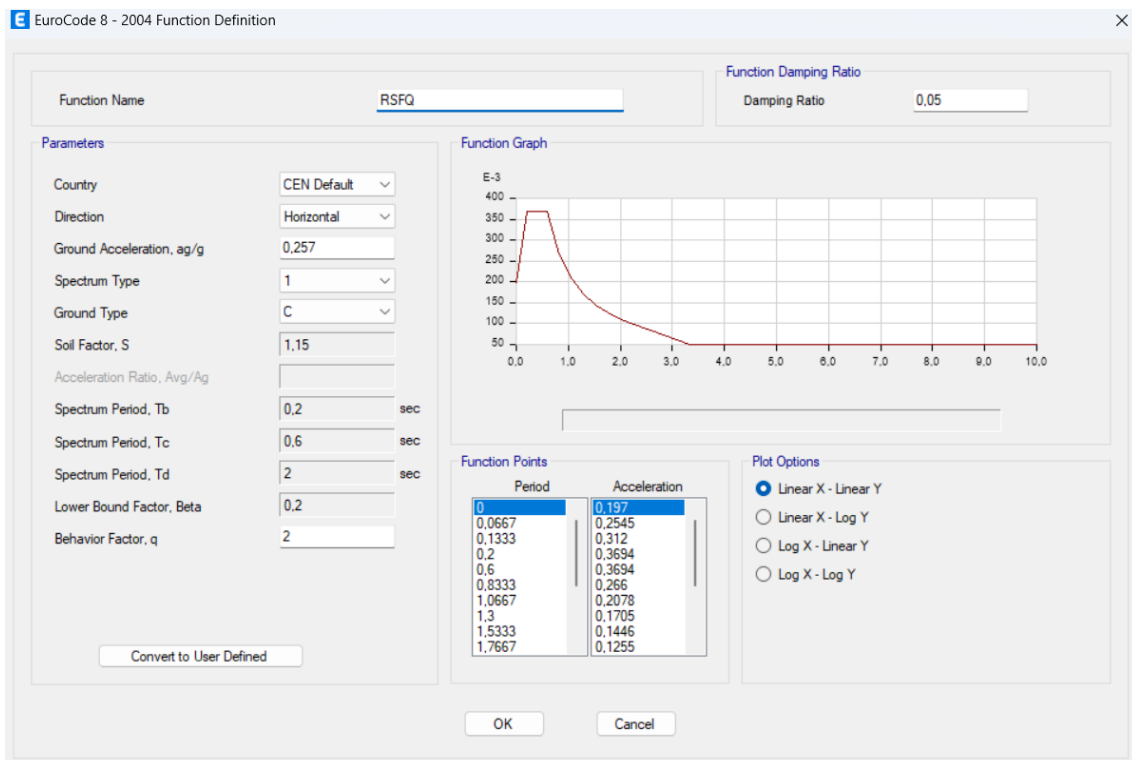 E EuroCode 8 - 2004 Function Definition
Function Name RSFQ
Function Damping Ratio
Damping Ratio 0,05
Parameters
Country CEN Default
Direction Horizontal
Ground Acceleration, ag/g 0,257
Spectrum Type 1
Ground Type C
Soil Factor, S 1,15
Acceleration Ratio, Avg/Ag
Spectrum Period, Tb 0,2 sec
Spectrum Period, Tc 0,6 sec
Spectrum Period, Td 2 sec
Lower Bound Factor, Beta 0,2
Behavior Factor, q 2
Convert to User Defined
Function Graph
E-3
400
350
300
250
200
150
100
50
0,0 1,0 2,0 3,0 4,0 5,0 6,0 7,0 8,0 9,0 10,0
Function Points
Period Acceleration
0 0,197
0,0667 0,2545
0,1333 0,312
0,2 0,3694
0,6 0,3694
0,8333 0,266
1,0667 0,2078
1,3 0,1705
1,5333 0,1446
1,7667 0,1255
Plot Options
Linear X - Linear Y
Linear X - Log Y
Log X - Linear Y
Log X - Log Y
OK Cancel